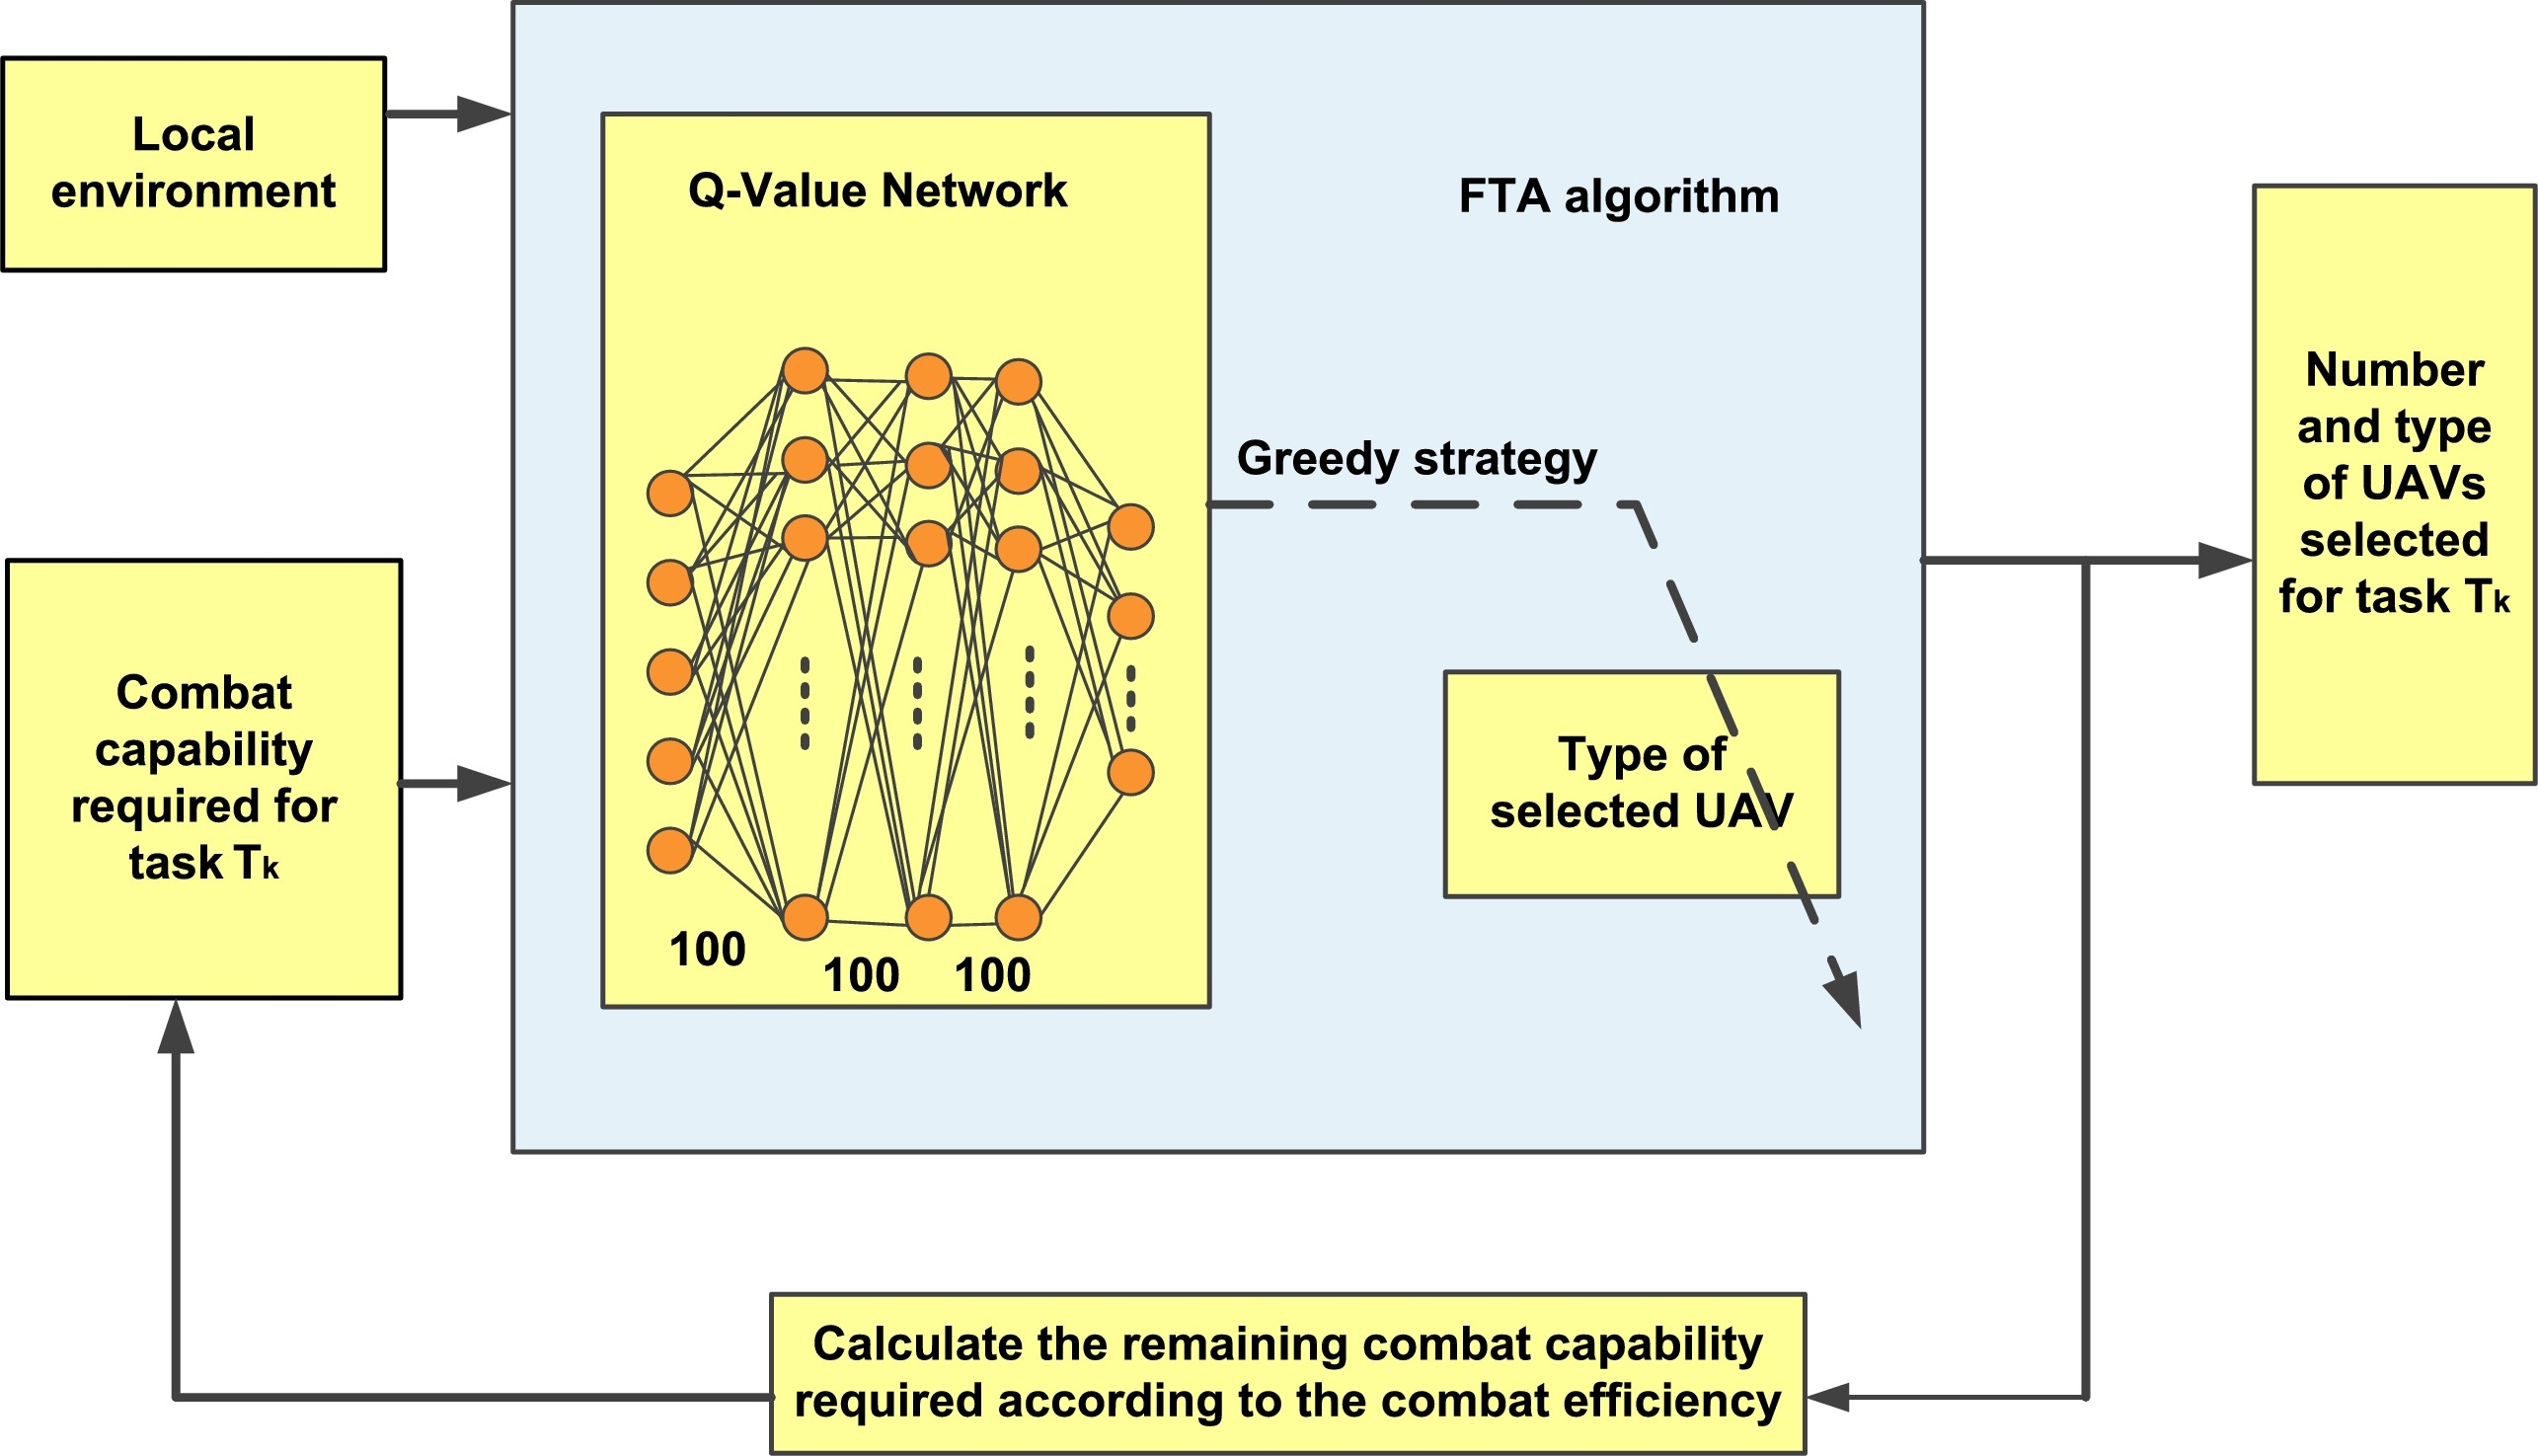 Local
environment
Q-Value Network
FTA algorithm
Greedy strategy
Number
and type
of UAVs
selected
for task Tk
Combat
capability
required for
task Tk
Type of
selected UAV
100
100
100
Calculate the remaining combat capability
required according to the combat efficiency